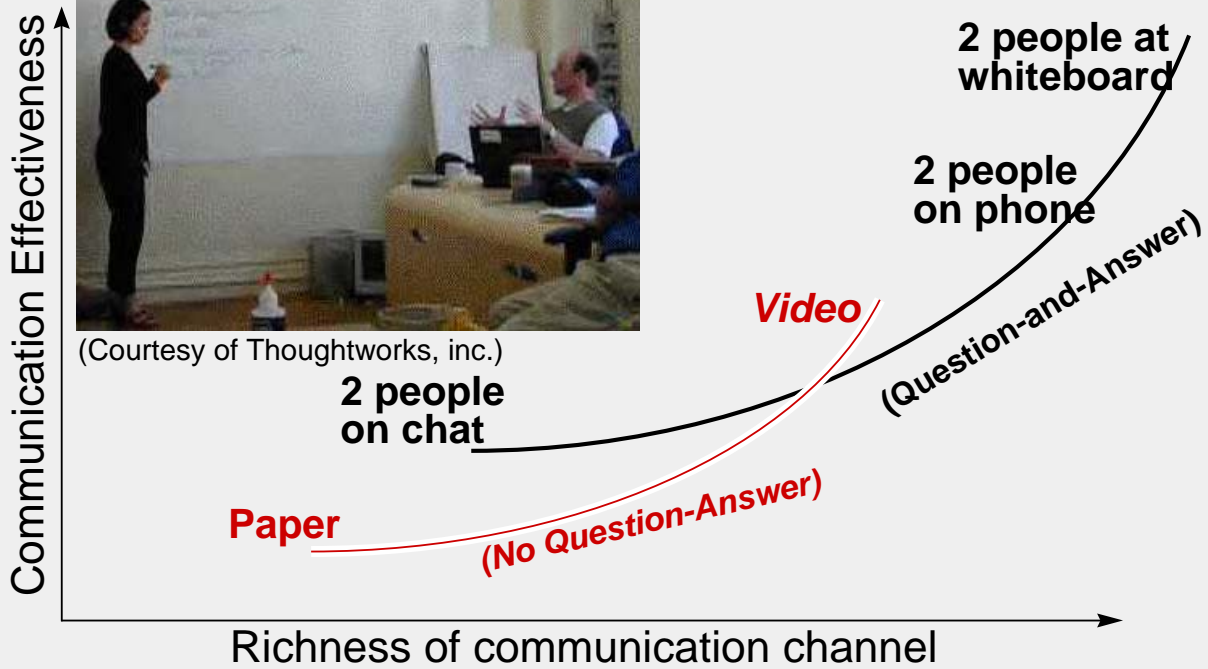 Communication Effectiveness
2 people at
whiteboard
2 people
on phone
(Question-and-Answer)
Video
(Courtesy of Thoughtworks, inc.)
2 people
on chat
Paper
(No Question-Answer)
Richness of communication channel